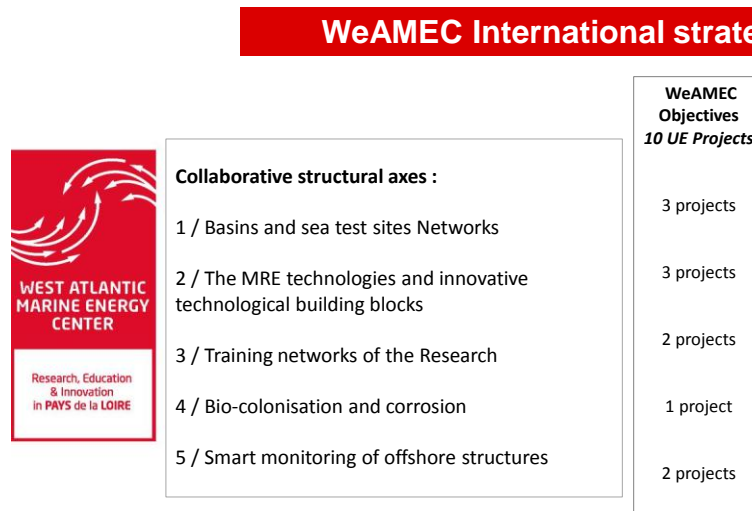 WeAMEC International strate
WeAMEC
Objectives
10 UE Projects
WEST ATLANTIC
MARINE ENERGY
CENTER
Research, Education
& Innovation
in PAYS de la LOIRE
Collaborative structural axes :
1 / Basins and sea test sites Networks
2 / The MRE technologies and innovative
technological building blocks
3 / Training networks of the Research
4 / Bio-colonisation and corrosion
5 / Smart monitoring of offshore structures
3 projects
3 projects
2 projects
1 project
2 projects